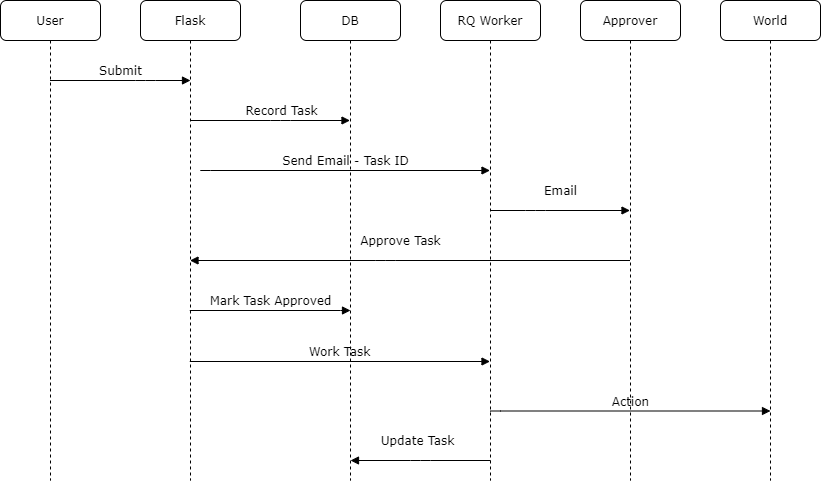 User Flask DB RQ Worker Approver World
Submit
Record Task
Send Email - Task ID
Email
Approve Task
Mark Task Approved
Work Task
Action
Update Task